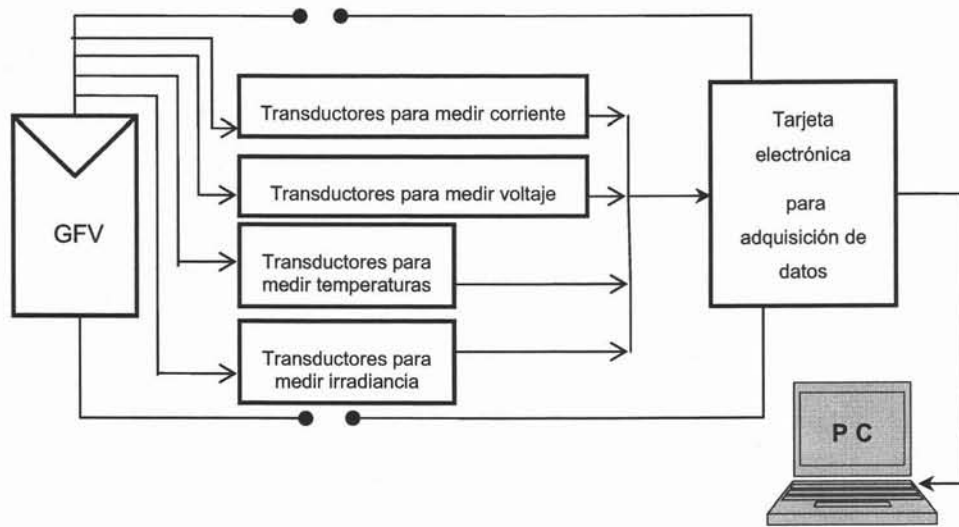 GFV
Transductores para medir corriente
Transductores para medir voltaje
Transductores para
medir temperaturas
Transductores para
medir irradiancia
Tarjeta
electrónica
para
adquisición de
datos
P C